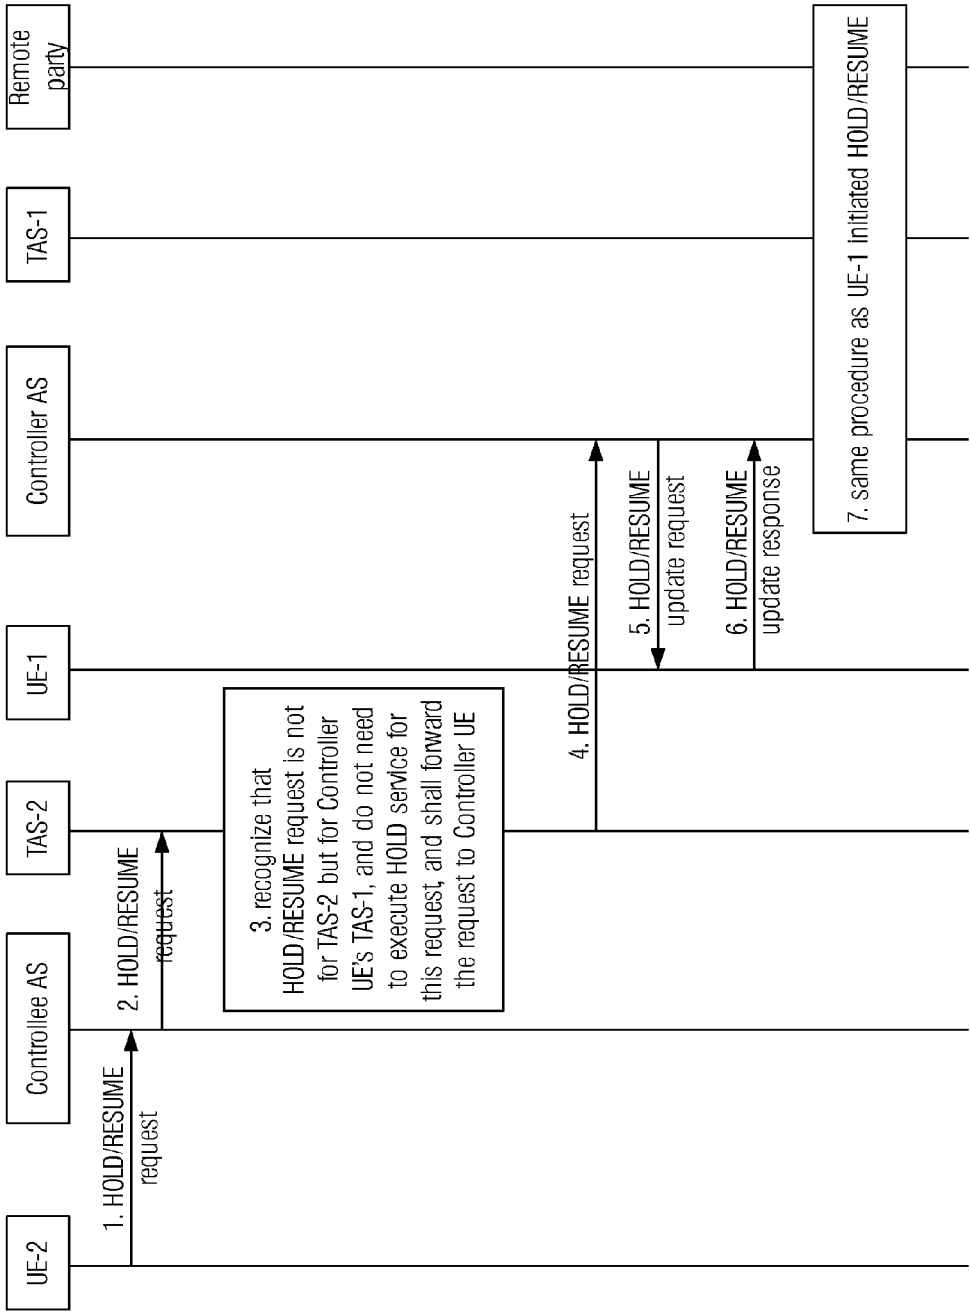 UE-2
Controllee AS
TAS-2
UE-1
Controller AS
TAS-1
Remote
party
1. HOLD/RESUME
request
2. HOLD/RESUME
request
3. recognize that
HOLD/RESUME request is not
for TAS-2 but for Controller
UE's TAS-1, and do not need
to execute HOLD service for
this request, and shall forward
the request to Controller UE
4. HOLD/RESUME request
5. HOLD/RESUME
update request
6. HOLD/RESUME
update response
7. same procedure as UE-1 initiated HOLD/RESUME